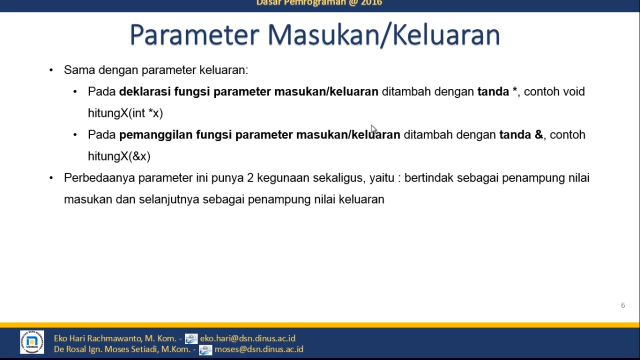 Dasar Pemrograman @ 2016
Parameter Masukan/Keluaran
• Sama dengan parameter keluaran:
• Pada deklarasi fungsi parameter masukan/keluaran ditambah dengan tanda *, contoh void
hitungX(int *x)
• Pada pemanggilan fungsi parameter masukan/keluaran ditambah dengan tanda &, contoh
hitungX(&x)
• Perbedaanya parameter ini punya 2 kegunaan sekaligus, yaitu : bertindak sebagai penampung nilai
masukan dan selanjutnya sebagai penampung nilai keluaran
6
Eko Hari Rachmawanto, M. Kom. - eko.hari@dsn.dinus.ac.id
De Rosal Ign. Moses Setiadi, M.Kom. - moses@dsn.dinus.ac.id